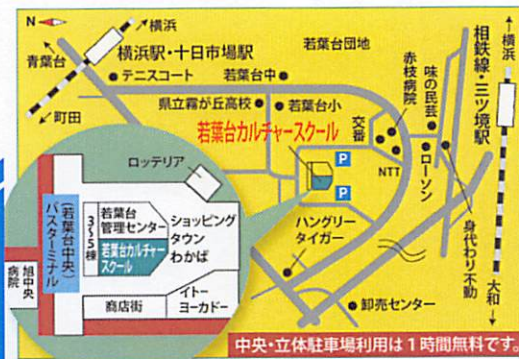 N
横浜
青葉台
町田
横浜駅・十日市場駅
テニスコート
若葉台団地
若葉台中
県立霧が丘高校
若葉台小
若葉台カルチャースクール
交番
赤枝病院
味の民芸
相鉄線・三ツ境駅
横浜
大和
P
P
NTT
ローソン
身代わり不動
ハングリー
タイガー
卸売センター
ロッテリア
(若葉台中央)
バスターミナル
旭中央
病院
3〜5棟
若葉台
管理センター
若葉台カルチャー
スクール
ショッピング
タウン
わかば
商店街
イトー
ヨーカドー
中央・立体駐車場利用は1時間無料です。